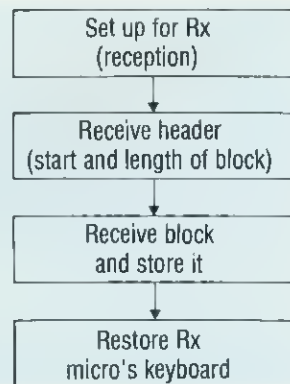 Set up for Rx
(reception)
Receive header
(start and length of block)
Receive block
and store it
Restore Rx
micro's keyboard